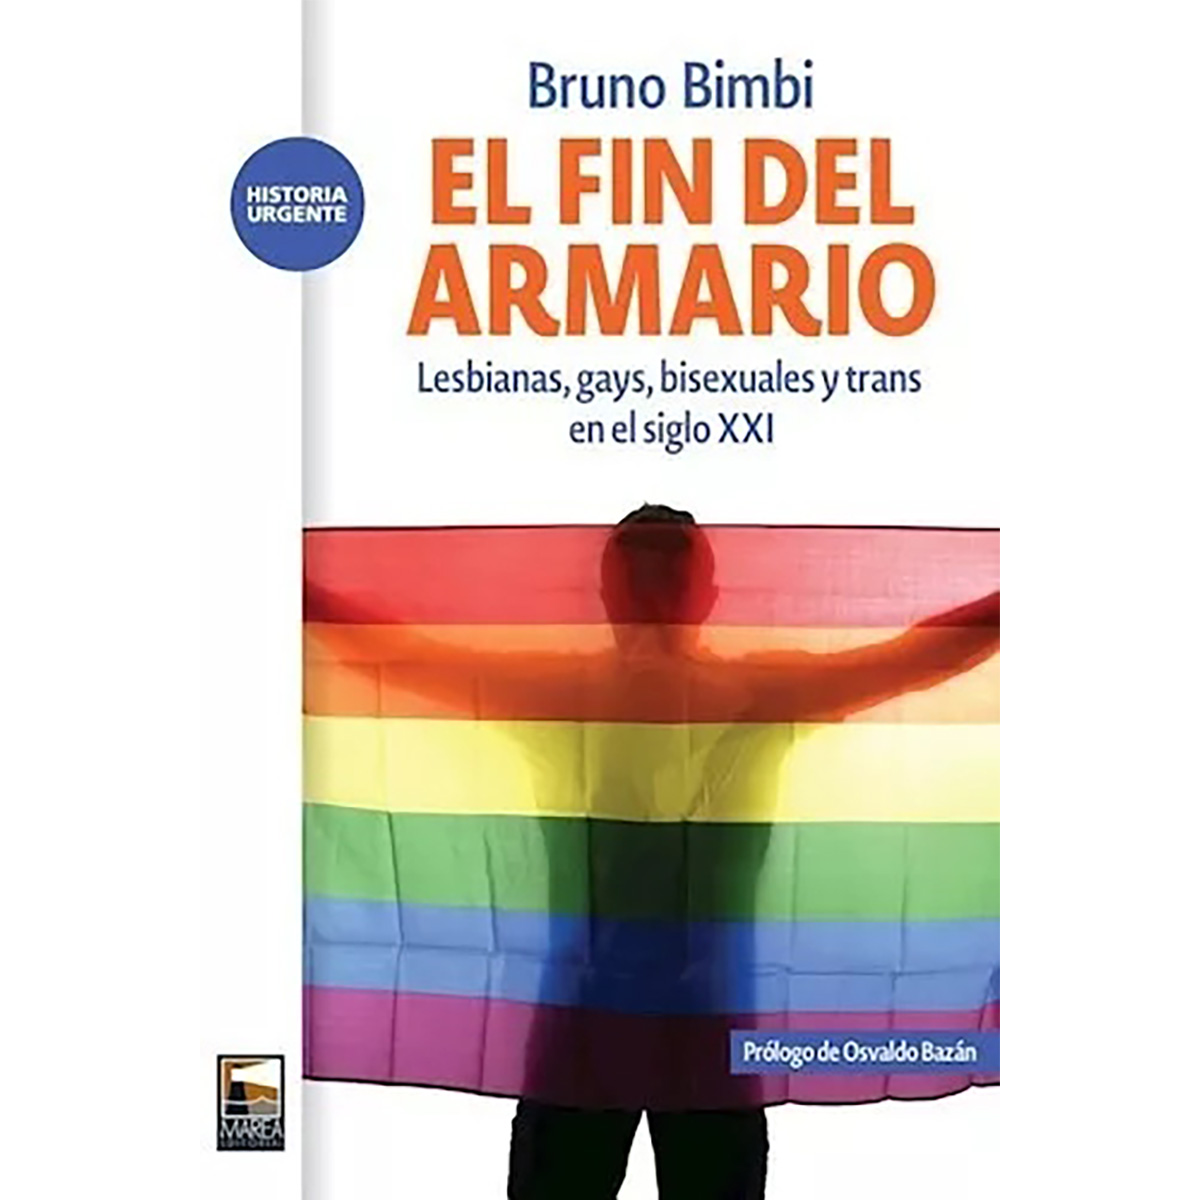 Bruno Bimbi
HISTORIA
URGENTE
EL FIN DEL
ARMARIO
Lesbianas, gays, bisexuales y trans
en el siglo XXI
Prólogo de Osvaldo Bazán
MAREA
EDITORIAL